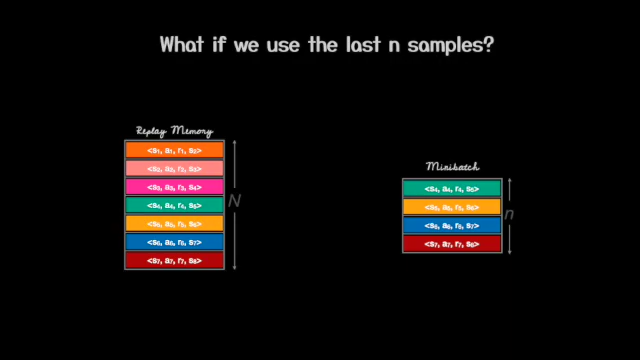 What if we use the last n samples?
Replay Memory
<s₁, a₁, r₁, s₂>
<s₂, a₂, r₂, s₃>
<s₃, a₃, r₃, s₄>
<s₄, a₄, r₄, s₅>
<s₅, a₅, r₅, s₆>
<s₆, a₆, r₆, s₇>
<s₇, a₇, r₇, s₈>
N
Minibatch
<s₄, a₄, r₄, s₅>
<s₅, a₅, r₅, s₆>
<s₆, a₆, r₆, s₇>
<s₇, a₇, r₇, s₈>
n